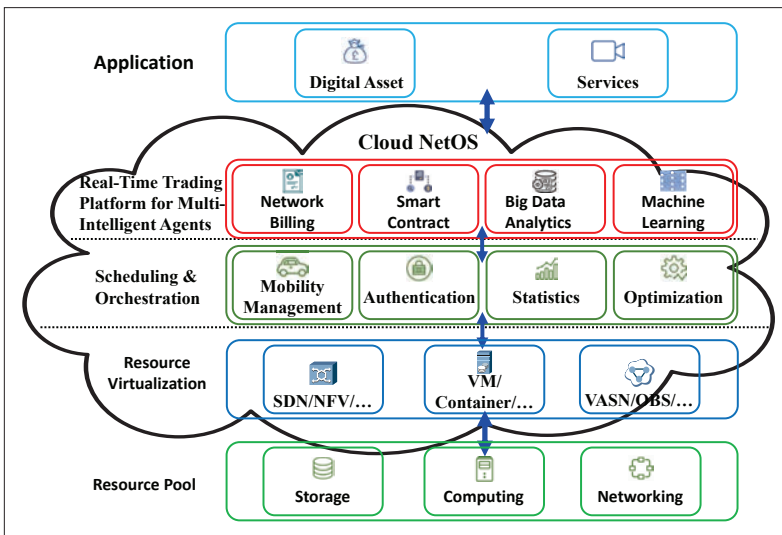 Application
Digital Asset
Services
Cloud NetOS
Real-Time Trading
Platform for Multi-
Intelligent Agents
Network
Billing
Smart
Contract
Big Data
Analytics
Machine
Learning
Scheduling &
Orchestration
Mobility
Management
Authentication
Statistics
Optimization
Resource
Virtualization
SDN/NFV/...
VM/
Container/...
VASN/OBS/...
Resource Pool
Storage
Computing
Networking